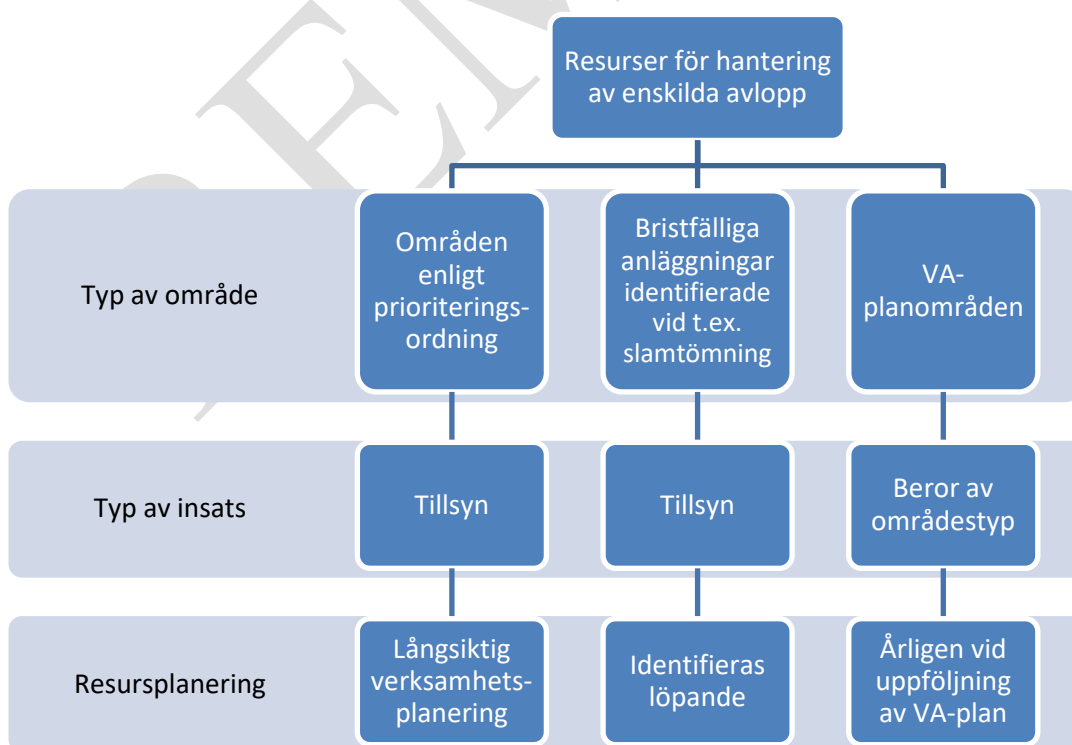 Resurser för hantering
av enskilda avlopp
Typ av område
Områden
enligt
prioriterings-
ordning
Bristfälliga
anläggningar
identifierade
vid t.ex.
slamtömning
VA-
planområden
Typ av insats
Tillsyn
Tillsyn
Beror av
områdestyp
Resursplanering
Långsiktig
verksamhets-
planering
Identifieras
löpande
Årligen vid
uppföljning
av VA-plan